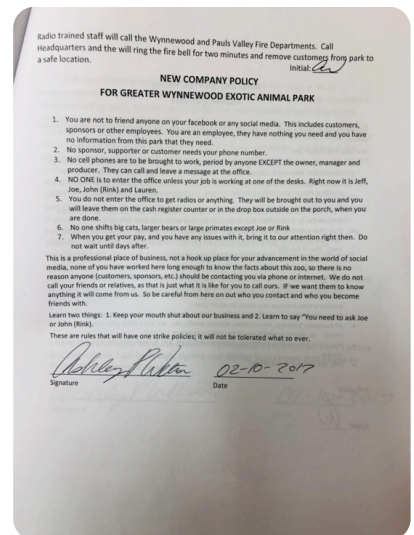 Radio trained staff will call the Wynnewood and Pauls Valley Fire Departments. Call
Headquarters and the will ring the fire bell for two minutes and remove customers from park to
a safe location.
Initial:
NEW COMPANY POLICY
FOR GREATER WYNNEWOOD EXOTIC ANIMAL PARK
1. You are not to friend anyone on your facebook or any social media. This includes customers,
sponsors or other employees. You are an employee, they have nothing you need and you have
no information from this park that they need.
2. No sponsor, supporter or customer needs your phone number.
3. No cell phones are to be brought to work, period by anyone EXCEPT the owner, manager and
producer. They can call and leave a message at the office.
4. NO ONE is to enter the office unless your job is working at one of the desks. Right now it is Jeff,
Joe, John (Rink) and Lauren.
5. You do not enter the office to get radios or anything. They will be brought out to you and you
will leave them on the cash register counter or in the drop box outside on the porch, when you
are done.
6. No one shifts big cats, larger bears or large primates except Joe or Rink
7. When you get your pay, and you have any issues with it, bring it to our attention right then. Do
not wait until days after.
This is a professional place of business, not a hook up place for your advancement in the world of social
media, none of you have worked here long enough to know the facts about this zoo, so there is no
reason anyone (customers, sponsors, etc.) should be contacting you via phone or internet. We do not
call your friends or relatives, as that is just what it is like for you to call ours. IF we want them to know
anything it will come from us. So be careful from here on out who you contact and who you become
friends with.
Learn two things: 1. Keep your mouth shut about our business and 2. Learn to say "You need to ask Joe
or John (Rink).
These are rules that will have one strike policies; it will not be tolerated what so ever.
Ashley 02-10-2017
Signature Date